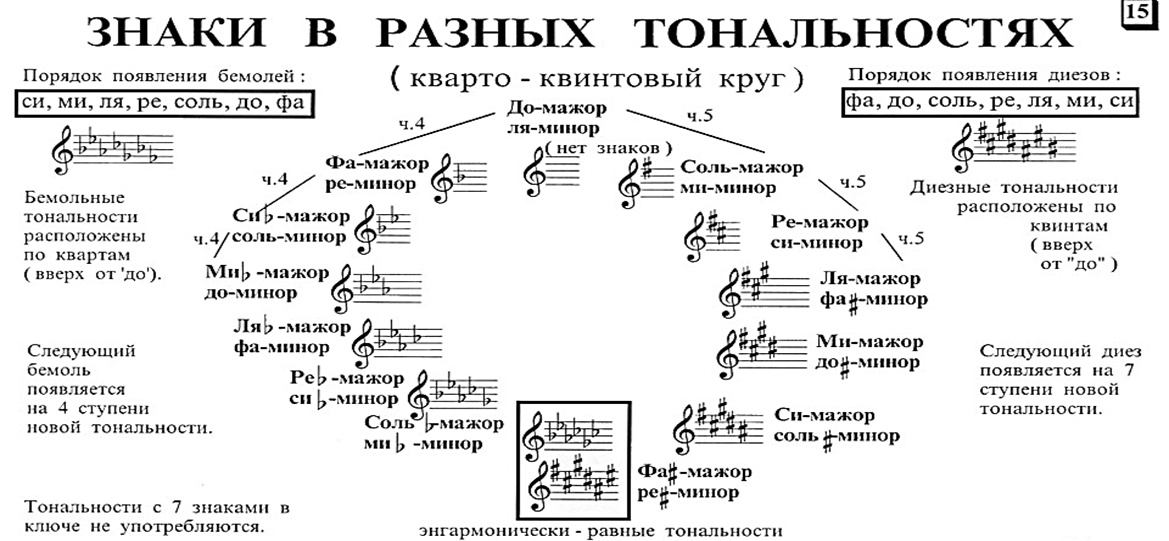 15
ЗНАКИ В РАЗНЫХ ТОНАЛЬНОСТЯХ
( кварто - квинтовый круг )
Порядок появления бемолей :
си, ми, ля, ре, соль, до, фа
Порядок появления диезов :
фа, до, соль, ре, ля, ми, си
До-мажор
ля-минор
( нет знаков )
ч.4
ч.5
Фа-мажор
ре-минор
Соль-мажор
ми-минор
ч.4
ч.5
Бемольные
тональности
расположены
по квартам
( вверх от 'до').
Диезные тональности
расположены по
квинтам
( вверх
от "до" )
Си♭-мажор
соль-минор
Ре-мажор
си-минор
ч.4
ч.5
Ми♭ -мажор
до-минор
Ля-мажор
фа♯-минор
Ля♭ -мажор
фа-минор
Ми-мажор
до♯-минор
Следующий
бемоль
появляется
на 4 ступени
новой тональности.
Следующий диез
появляется на 7
ступени новой
тональности.
Ре♭ -мажор
си♭-минор
Си-мажор
соль♯-минор
Соль♭-мажор
ми♭ -минор
Фа♯-мажор
ре♯-минор
Тональности с 7 знаками в
ключе не употребляются.
энгармонически - равные тональности